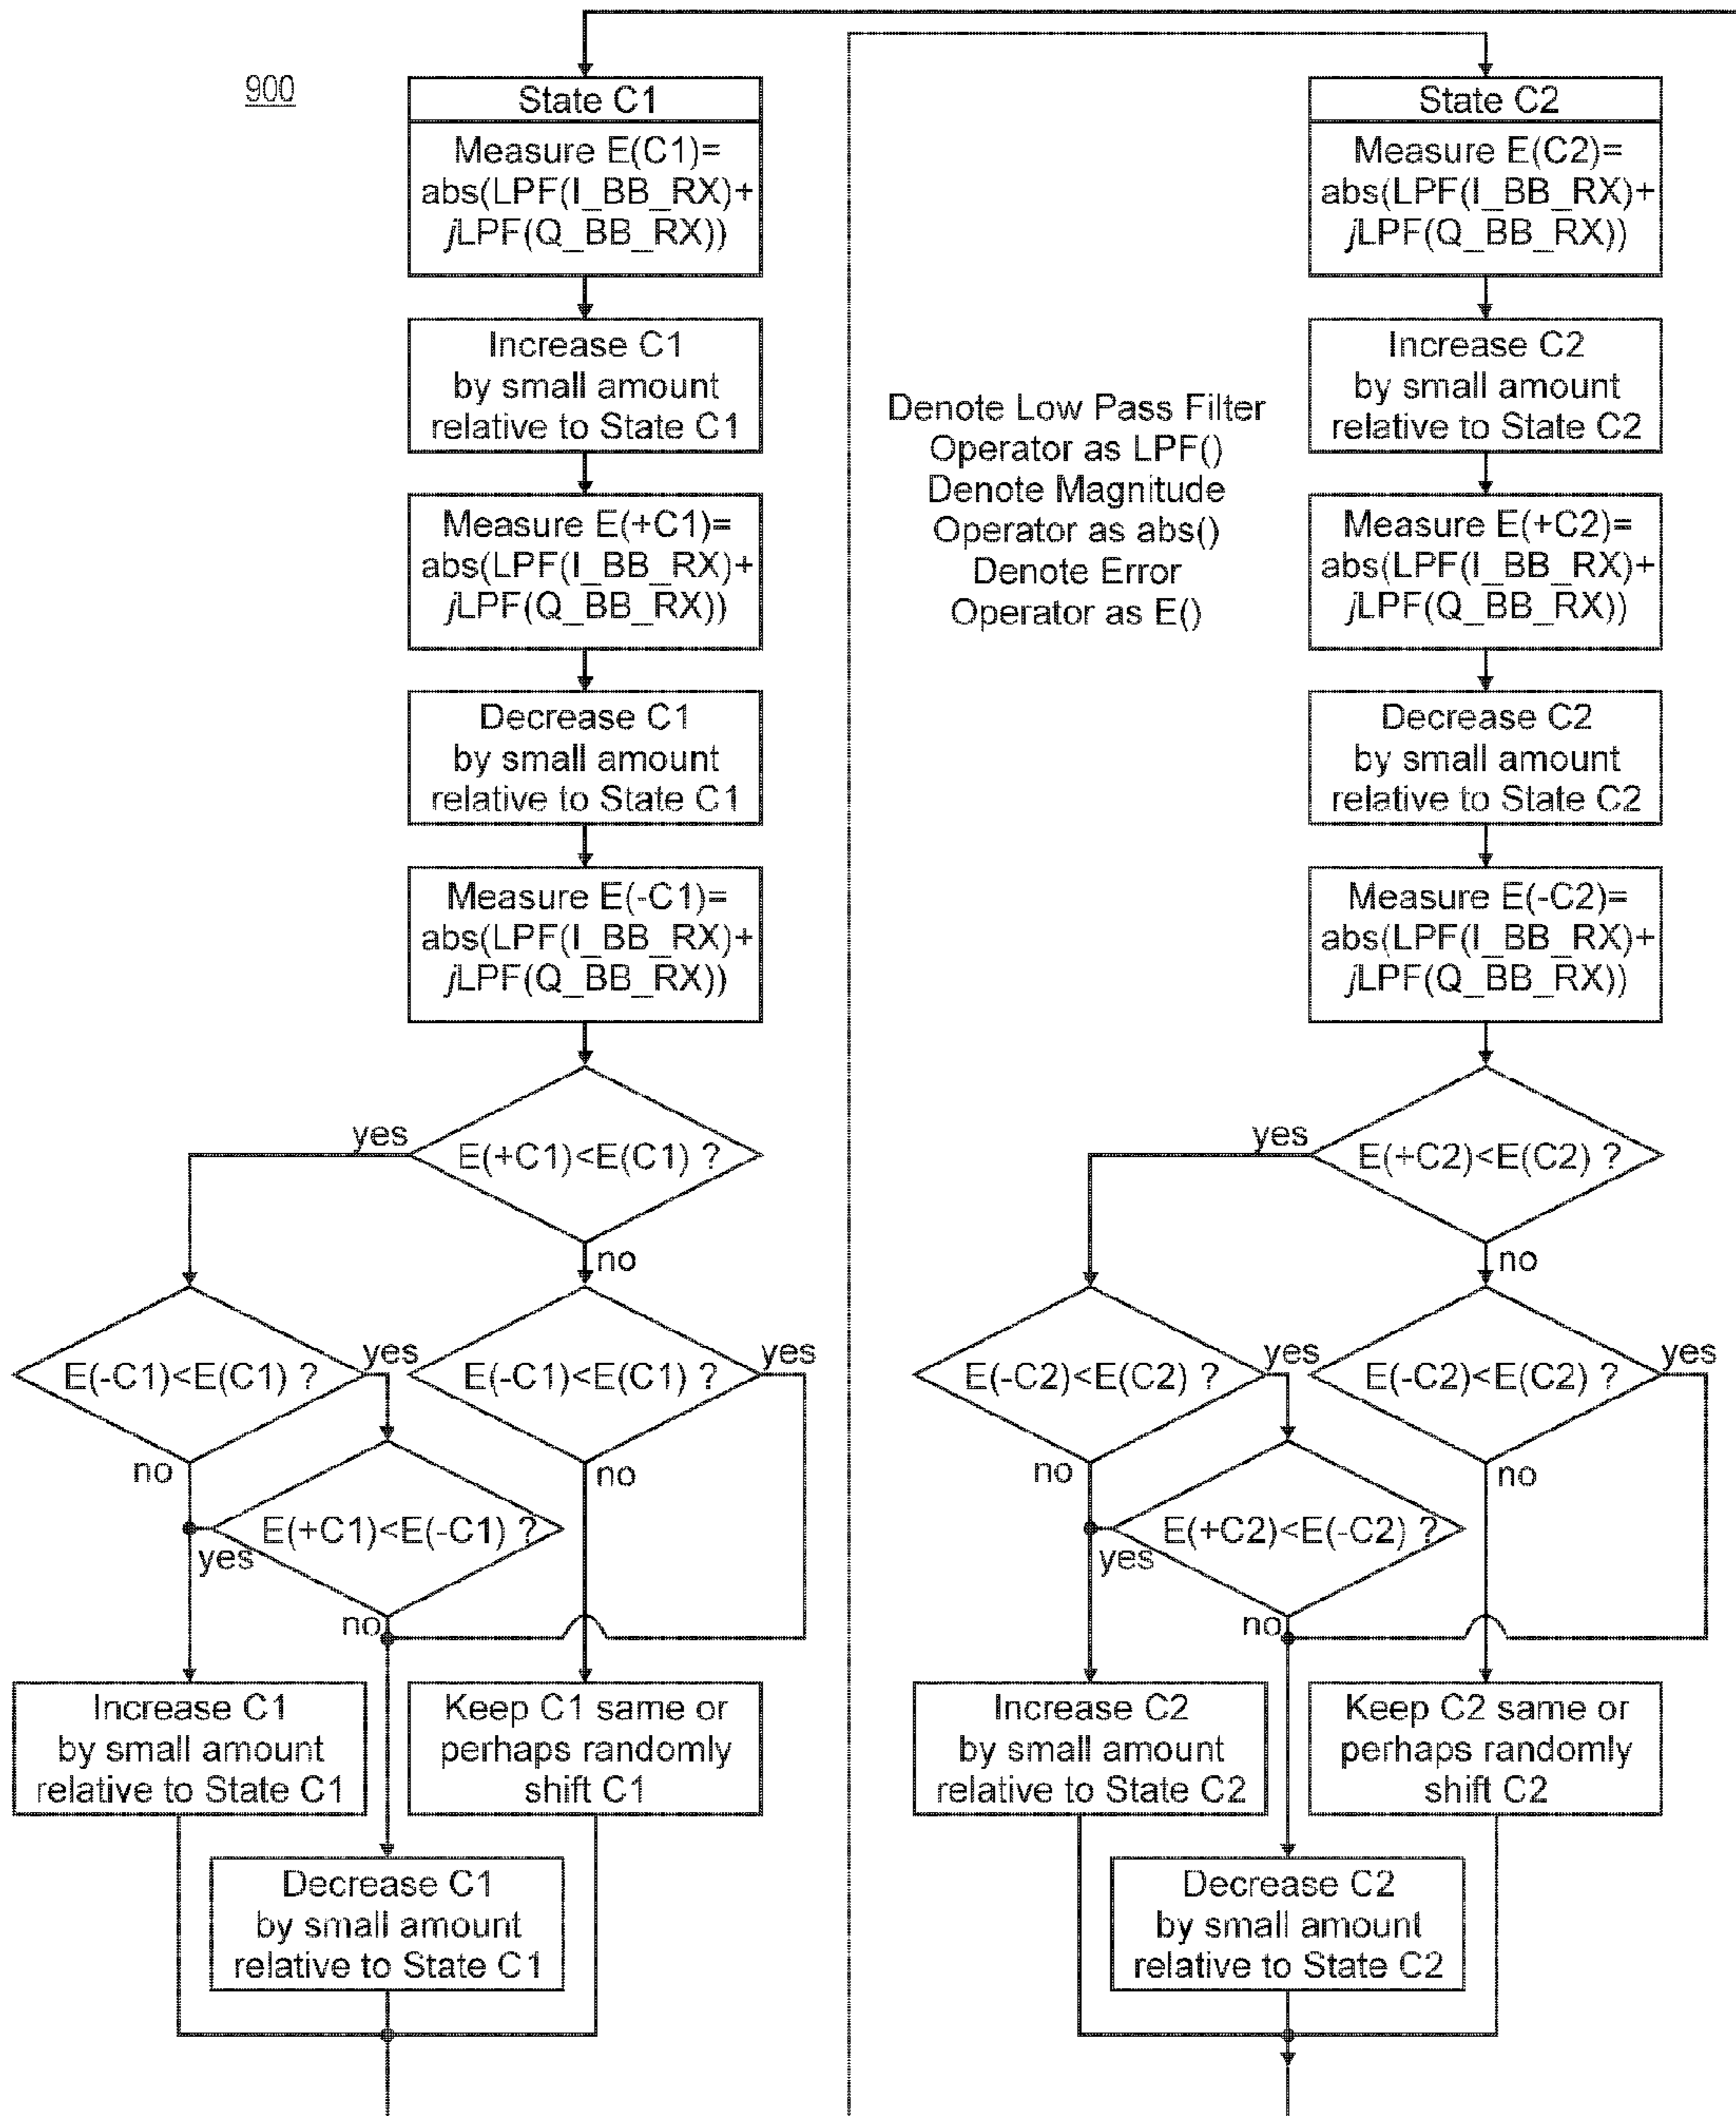 900
State C1
Measure E(C1)=
abs(LPF(I_BB_RX)+
jLPF(Q_BB_RX))
Increase C1
by small amount
relative to State C1
Measure E(+C1)=
abs(LPF(I_BB_RX)+
jLPF(Q_BB_RX))
Decrease C1
by small amount
relative to State C1
Measure E(-C1)=
abs(LPF(I_BB_RX)+
jLPF(Q_BB_RX))
E(+C1)<E(C1) ?
yes
no
E(-C1)<E(C1) ?
yes
no
E(-C1)<E(C1) ?
yes
no
E(+C1)<E(-C1) ?
yes
no
Increase C1
by small amount
relative to State C1
Keep C1 same or
perhaps randomly
shift C1
Decrease C1
by small amount
relative to State C1
Denote Low Pass Filter
Operator as LPF()
Denote Magnitude
Operator as abs()
Denote Error
Operator as E()
State C2
Measure E(C2)=
abs(LPF(I_BB_RX)+
jLPF(Q_BB_RX))
Increase C2
by small amount
relative to State C2
Measure E(+C2)=
abs(LPF(I_BB_RX)+
jLPF(Q_BB_RX))
Decrease C2
by small amount
relative to State C2
Measure E(-C2)=
abs(LPF(I_BB_RX)+
jLPF(Q_BB_RX))
E(+C2)<E(C2) ?
yes
no
E(-C2)<E(C2) ?
yes
no
E(-C2)<E(C2) ?
yes
no
E(+C2)<E(-C2) ?
yes
no
Increase C2
by small amount
relative to State C2
Keep C2 same or
perhaps randomly
shift C2
Decrease C2
by small amount
relative to State C2